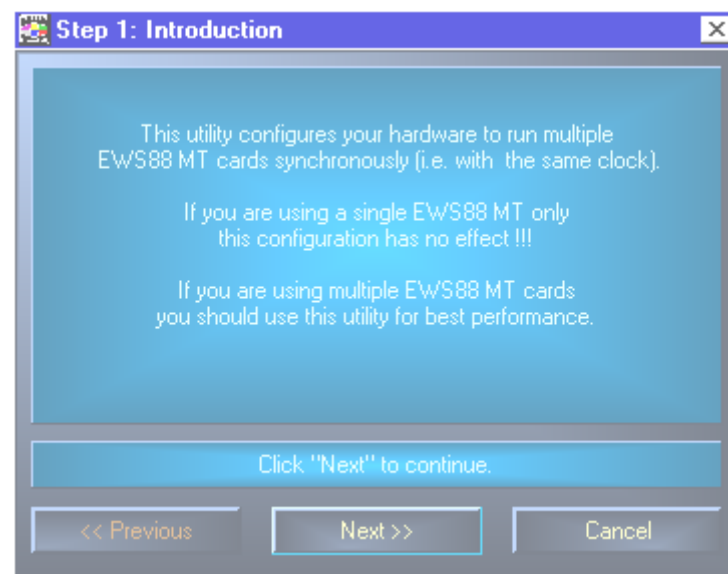 Step 1: Introduction
This utility configures your hardware to run multiple
EWS88 MT cards synchronously (i.e. with the same clock).
If you are using a single EWS88 MT only
this configuration has no effect !!!
If you are using multiple EWS88 MT cards
you should use this utility for best performance.
Click "Next" to continue.
<< Previous
Next >>
Cancel